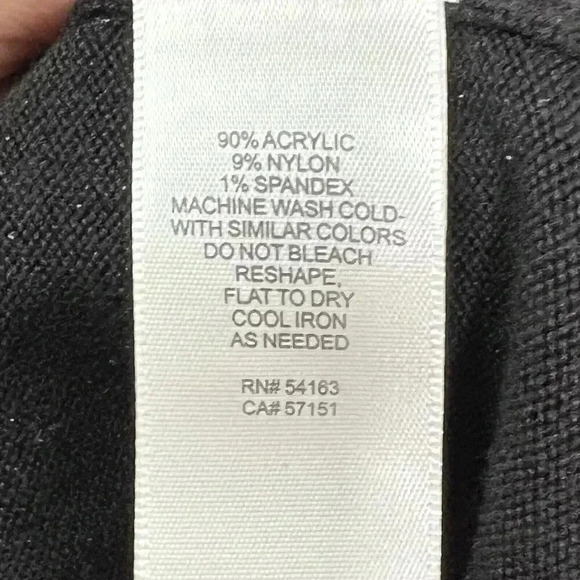 90% ACRYLIC
9% NYLON
1% SPANDEX
MACHINE WASH COLD-
WITH SIMILAR COLORS
DO NOT BLEACH
RESHAPE,
FLAT TO DRY
COOL IRON
AS NEEDED
RN# 54163
CA# 57151